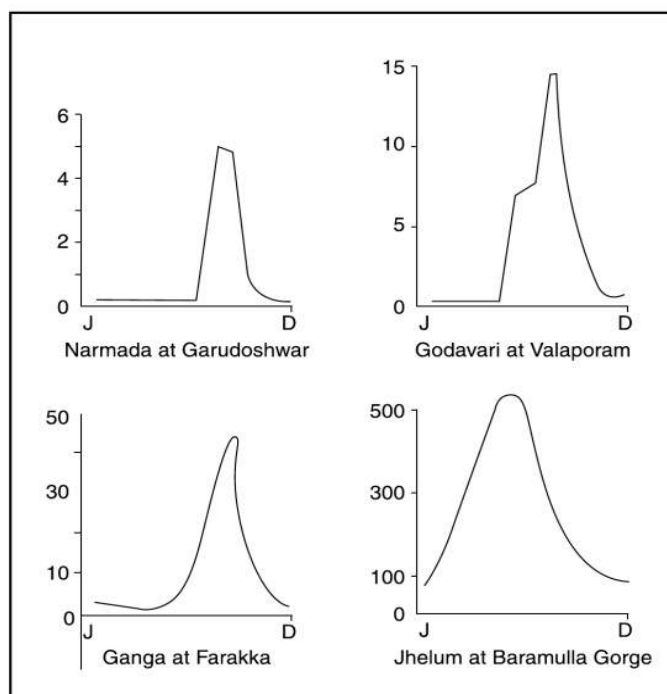 6
4
2
0
J D
Narmada at Garudoshwar
15
10
5
0
J D
Godavari at Valaporam
50
30
10
0
J D
Ganga at Farakka
500
300
100
0
J D
Jhelum at Baramulla Gorge